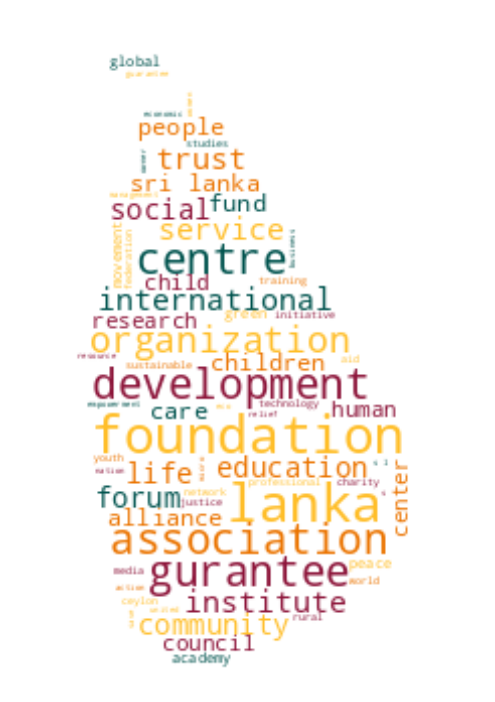 global
gurantee
economic
people
studies
trust
sri lanka
management
social fund
service
movement
federation
business
centre
child training
international
green initiative
research
organization
resource
children aid
sustainable
development
empowerment
care technology human
relief
foundation
youth
nation
life education
professional charity
network
forum justice lanka
center
alliance
association
peace
media gurantee
action world
institute
ceylon
rural
community
council
academy